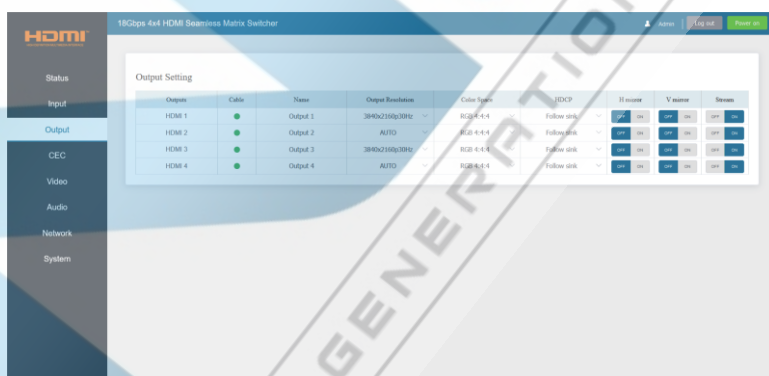 18Gbps 4x4 HDMI Seamless Matrix Switcher
Admin
Log out
Power on
HDMI
Status
Input
Output
CEC
Video
Audio
Network
System
Output Setting
Outputs Cable Name Output Resolution Color Space HDCP H mirror V mirror Stream
HDMI 1 Output 1 3840x2160p30Hz RGB 4:4:4 Follow sink OFF ON OFF ON OFF ON
HDMI 2 Output 2 AUTO RGB 4:4:4 Follow sink OFF ON OFF ON OFF ON
HDMI 3 Output 3 3840x2160p30Hz RGB 4:4:4 Follow sink OFF ON OFF ON OFF ON
HDMI 4 Output 4 AUTO RGB 4:4:4 Follow sink OFF ON OFF ON OFF ON
GENERATION